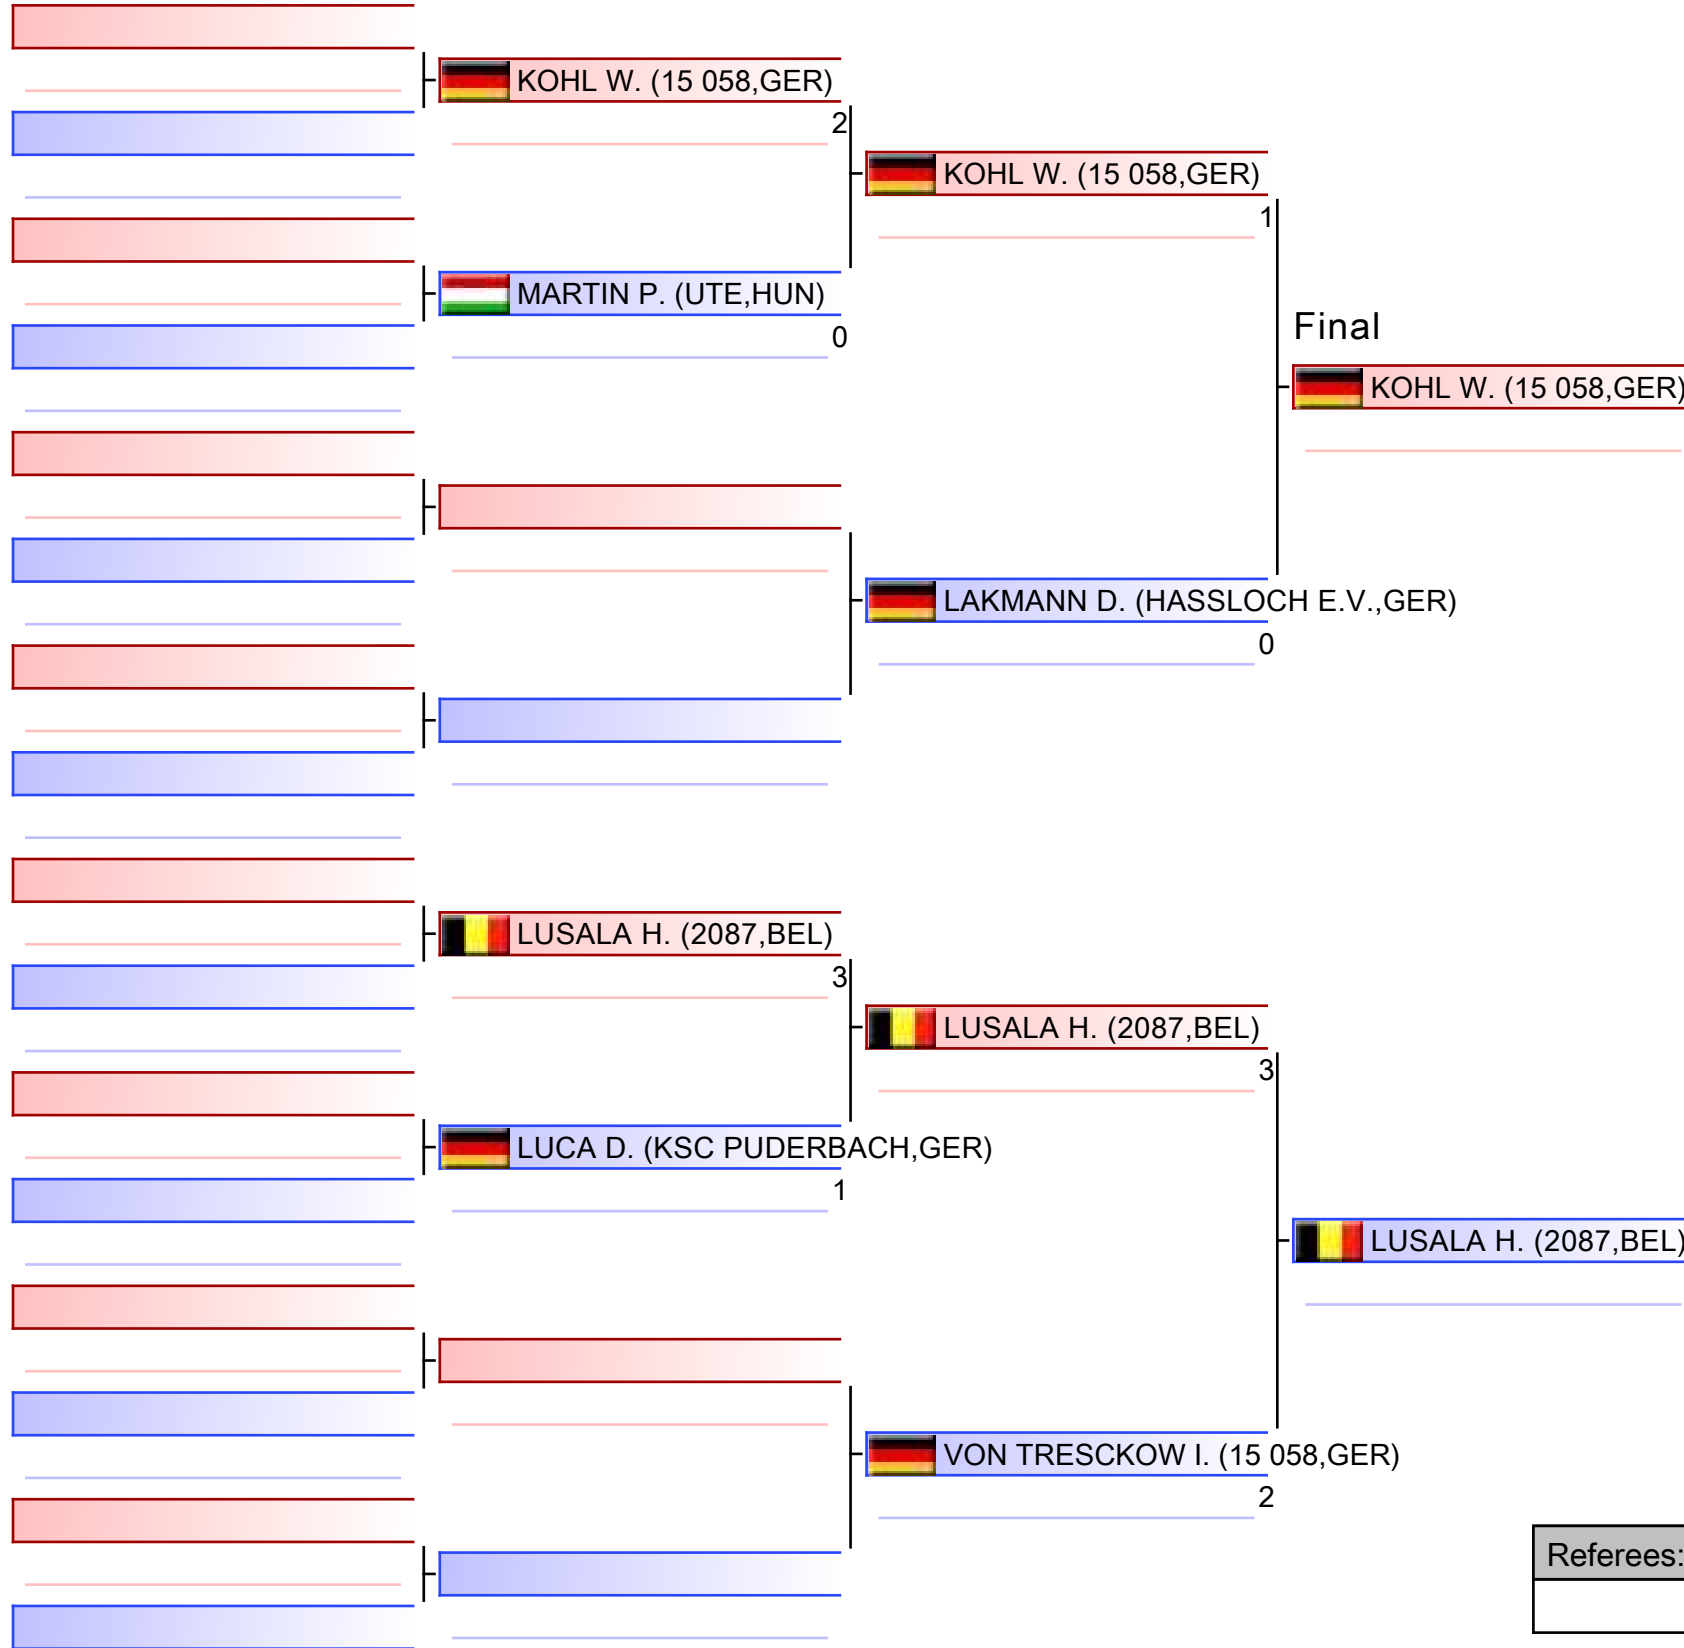 KOHL W. (15 058,GER)
2
KOHL W. (15 058,GER)
1
MARTIN P. (UTE,HUN)
0
Final
KOHL W. (15 058,GER)
LAKMANN D. (HASSLOCH E.V.,GER)
0
LUSALA H. (2087,BEL)
3
LUSALA H. (2087,BEL)
3
LUCA D. (KSC PUDERBACH,GER)
1
LUSALA H. (2087,BEL)
VON TRESCKOW I. (15 058,GER)
2
Referees: